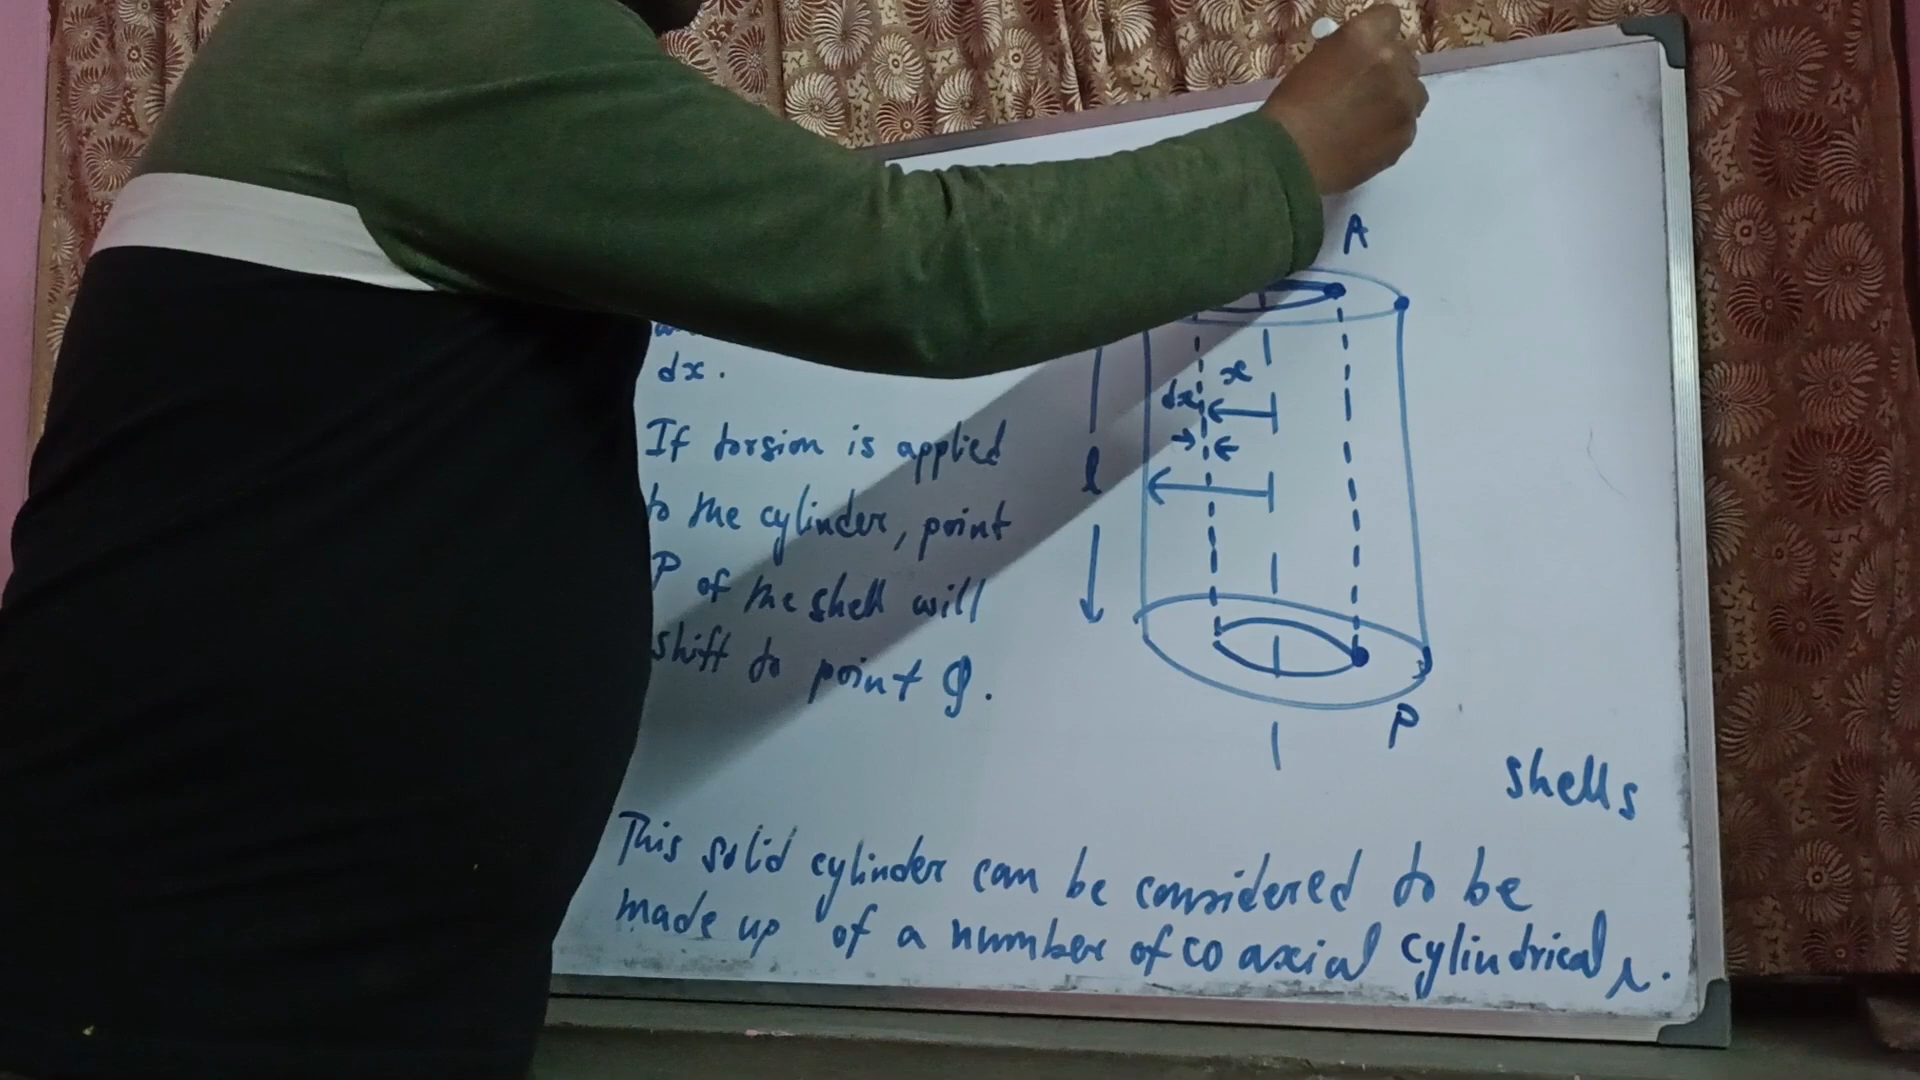 dx.
If torsion is applied
to the cylinder, point
P of the shell will
shift to point Q.
A
x
dx
l
P
shells
This solid cylinder can be considered to be
made up of a number of co axial cylindrical